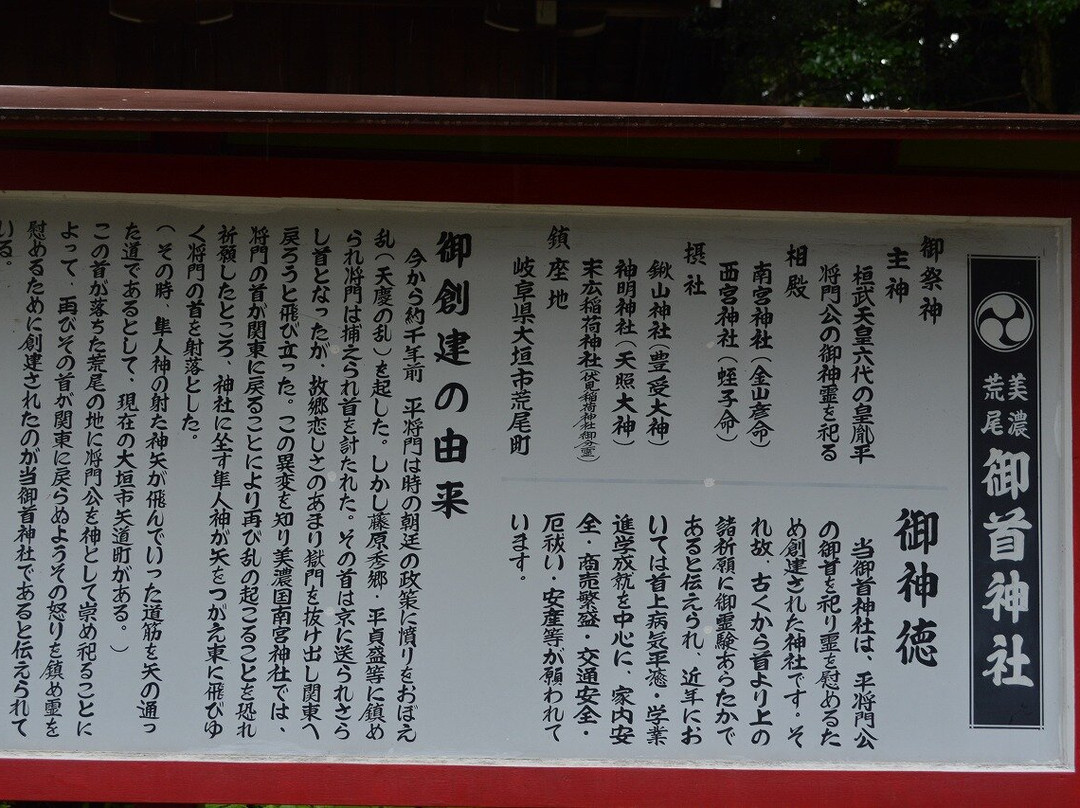 美濃
荒尾
御首神社
御祭神
主神
桓武天皇六代の皇胤平
将門公の御神霊を祀る
相殿
南宮神社（金山彦命）
西宮神社（蛭子命）
摂社
鍬山神社（豊受大神）
神明神社（天照大神）
末広稲荷神社（伏見稲荷神社御分霊）
鎮座地
岐阜県大垣市荒尾町
御神徳
当御首神社は、平将門公
の御首を祀り霊を慰めるた
め創建された神社です。そ
れ故、古くから首より上の
諸祈願に御霊験あらたかで
あると伝えられ、近年にお
いては首上病気平癒・学業
進学成就を中心に、家内安
全・商売繁盛・交通安全・
厄祓い・安産等が願われて
います。
御創建の由来
今から約千年前　平将門は時の朝廷の政策に憤りをおぼえ
乱（天慶の乱）を起した。しかし藤原秀郷・平貞盛等に鎮め
られ将門は捕えられ首を討たれた。その首は京に送られさら
し首となったが、故郷恋しさのあまり獄門を抜け出し関東へ
戻ろうと飛び立った。この異変を知り美濃国南宮神社では、
将門の首が関東に戻ることにより再び乱の起こることを恐れ
祈願したところ、神社に坐す隼人神が矢をつがえ東に飛びゆ
く将門の首を射落とした。
（その時、隼人神の射た神矢が飛んでいった道筋を矢の通っ
た道であるとして、現在の大垣市矢道町がある。）
この首が落ちた荒尾の地に将門公を神として崇め祀ることに
よって、再びその首が関東に戻らぬようその怒りを鎮め霊を
慰めるために創建されたのが当御首神社であると伝えられて
いる。